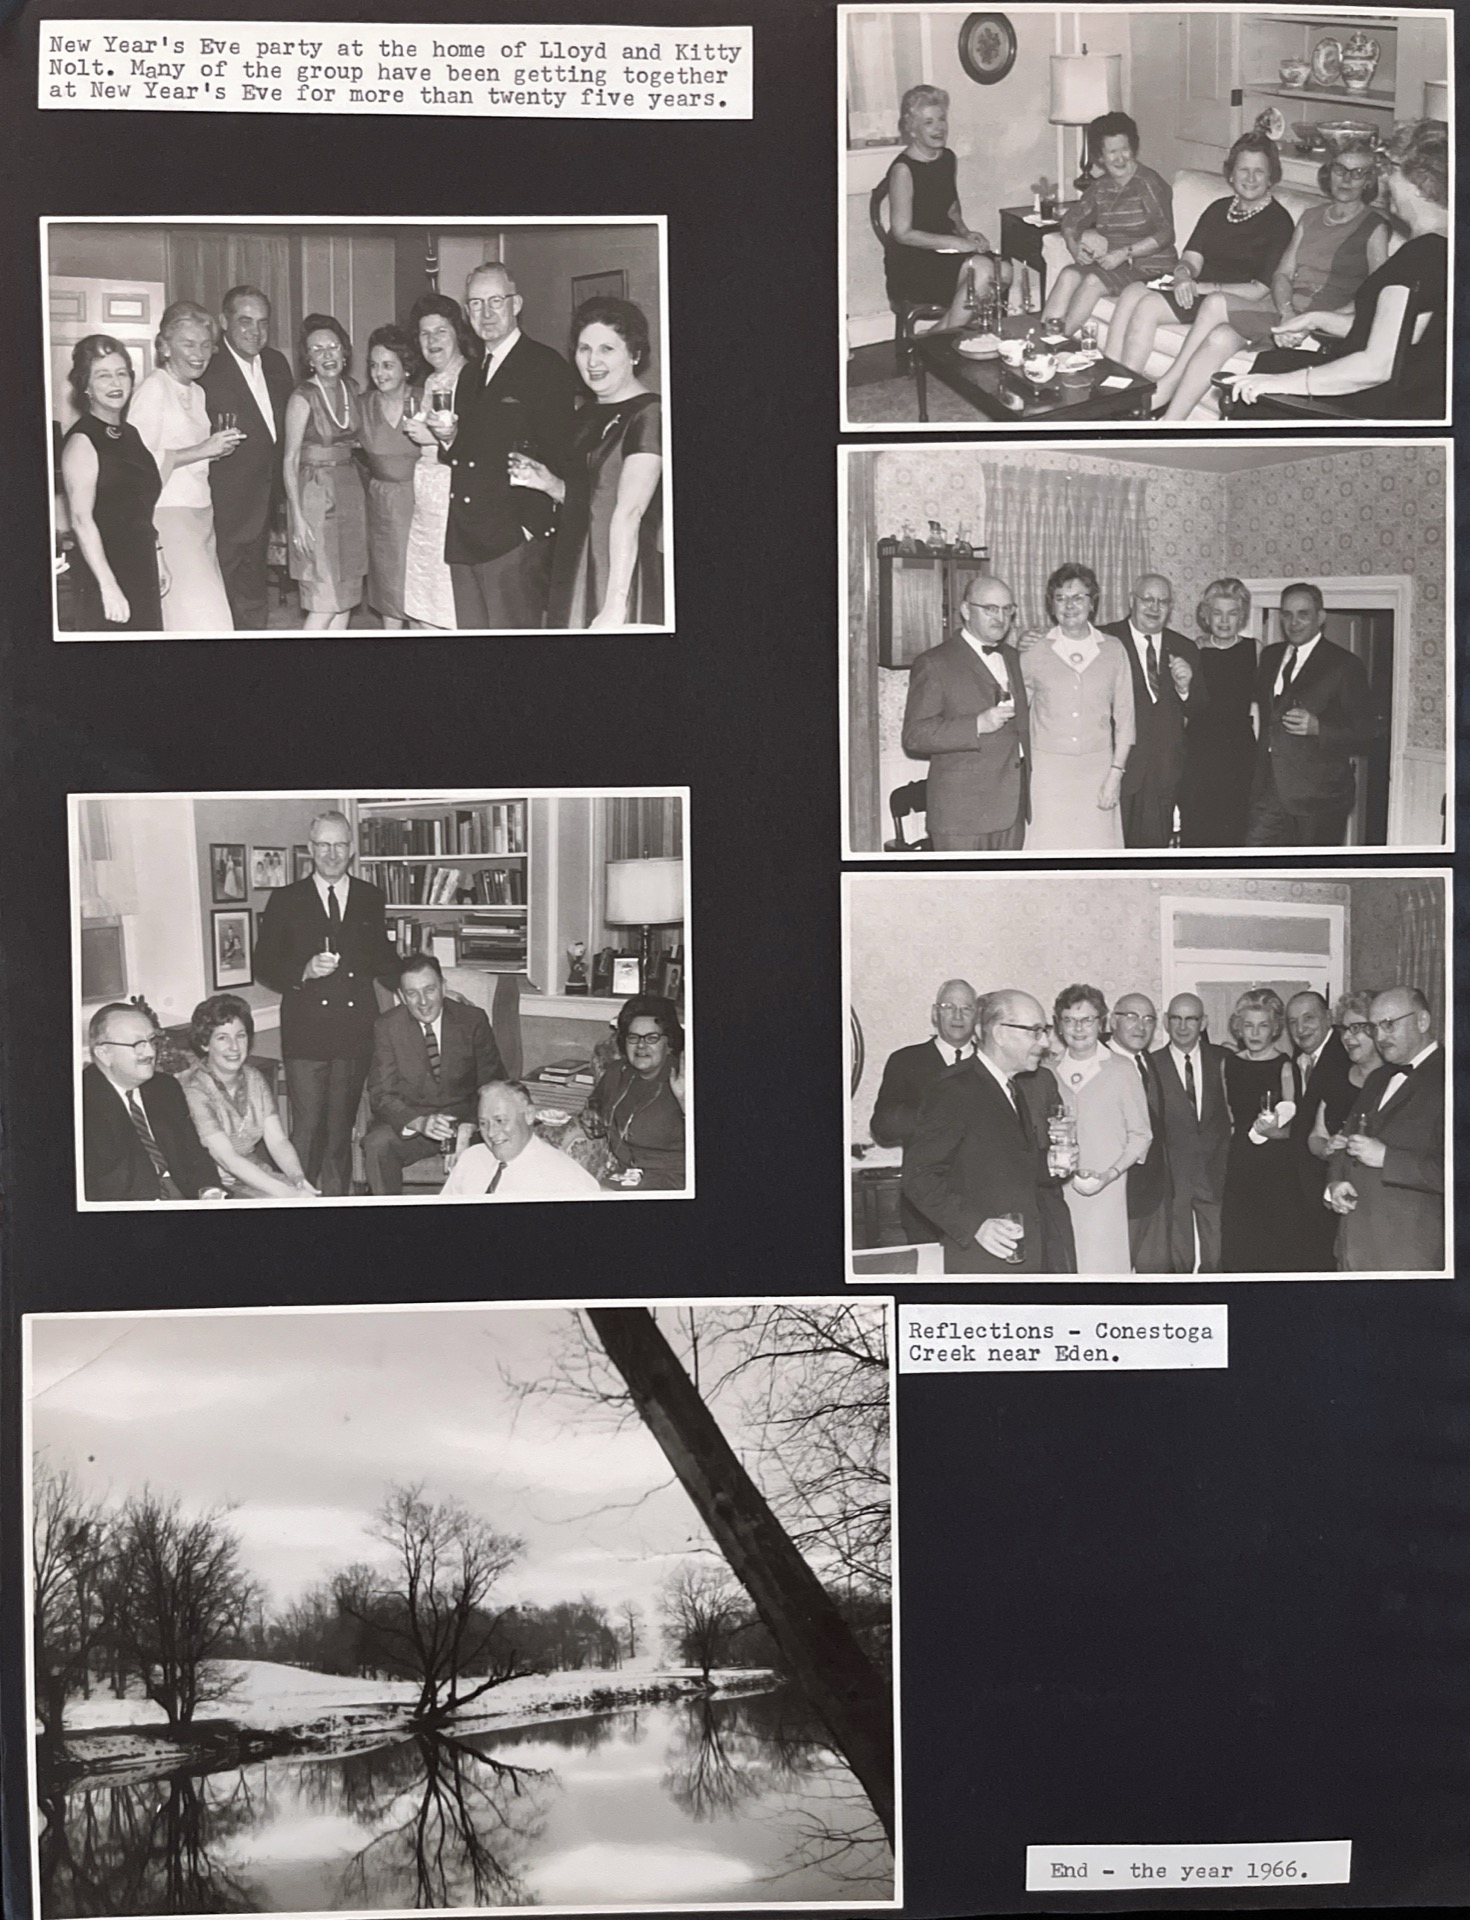 New Year's Eve party at the home of Lloyd and Kitty
Nolt. Many of the group have been getting together
at New Year's Eve for more than twenty five years.
Reflections - Conestoga
Creek near Eden.
End - the year 1966.